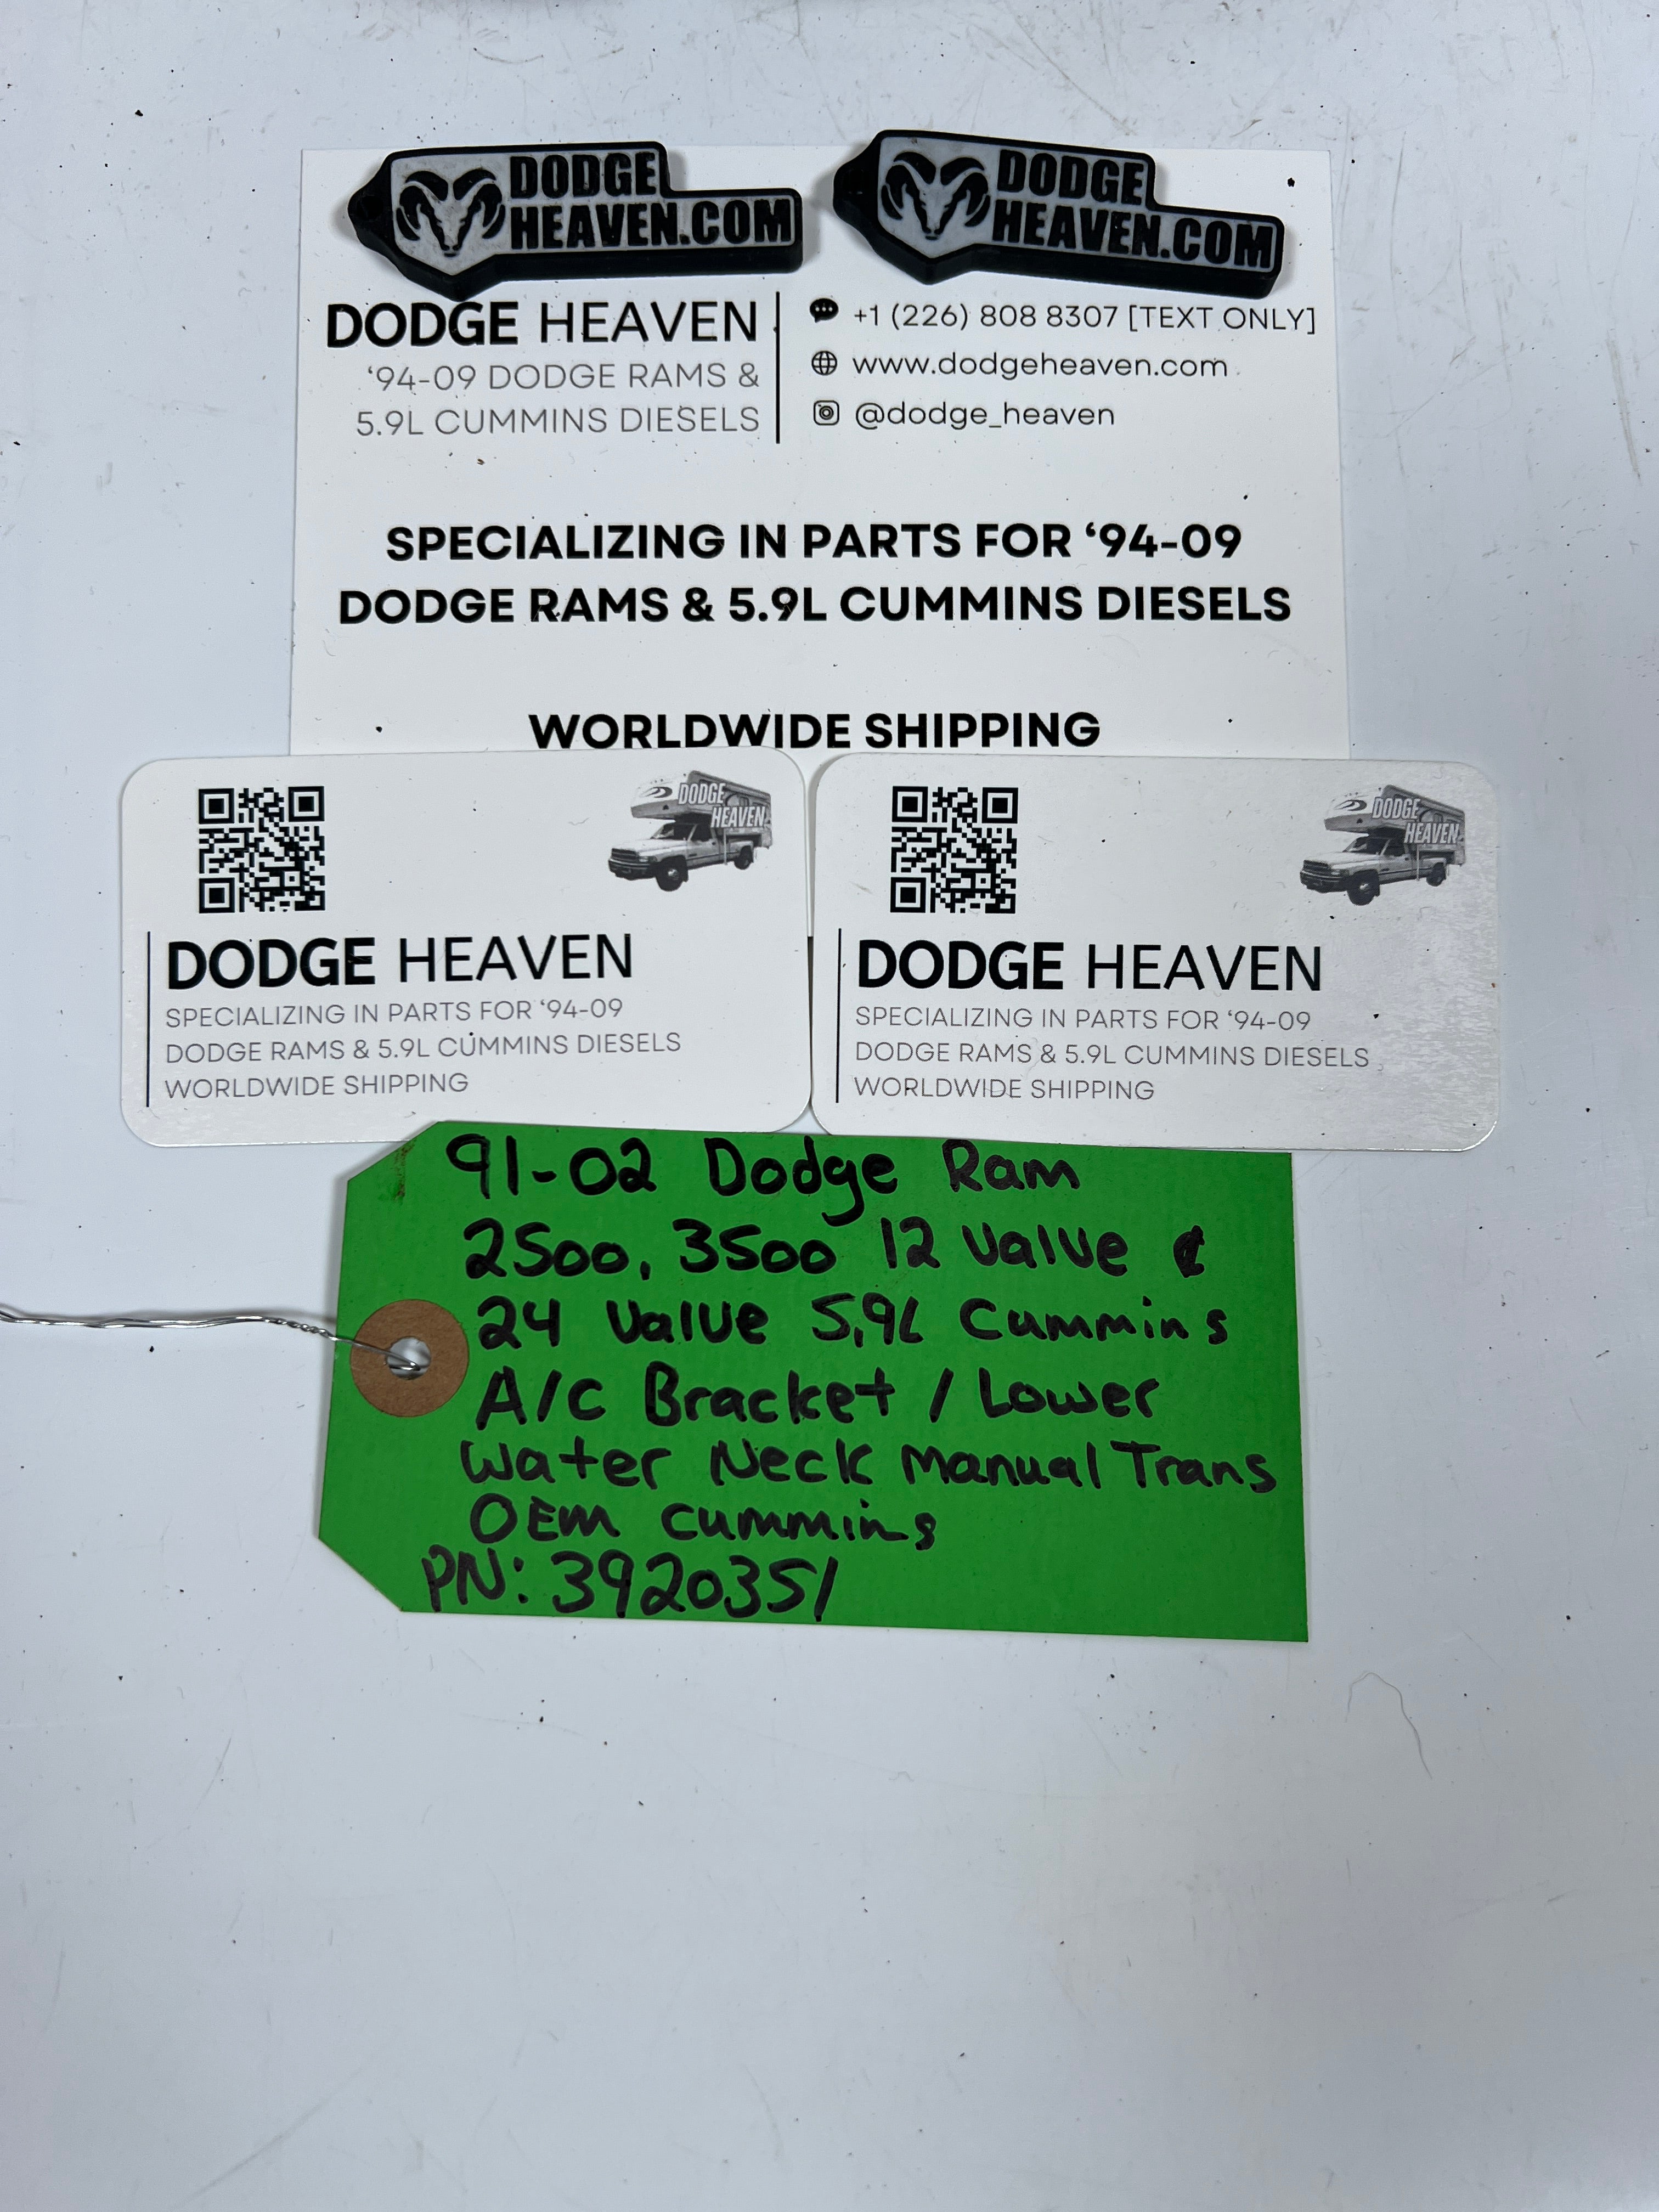 DODGE
HEAVEN.COM
DODGE
HEAVEN.COM
DODGE HEAVEN
'94-09 DODGE RAMS &
5.9L CUMMINS DIESELS
+1 (226) 808 8307 [TEXT ONLY]
www.dodgeheaven.com
@dodge_heaven
SPECIALIZING IN PARTS FOR '94-09
DODGE RAMS & 5.9L CUMMINS DIESELS
WORLDWIDE SHIPPING
DODGE
HEAVEN
DODGE HEAVEN
SPECIALIZING IN PARTS FOR '94-09
DODGE RAMS & 5.9L CUMMINS DIESELS
WORLDWIDE SHIPPING
DODGE
HEAVEN
DODGE HEAVEN
SPECIALIZING IN PARTS FOR '94-09
DODGE RAMS & 5.9L CUMMINS DIESELS
WORLDWIDE SHIPPING
91-02 Dodge Ram
2500, 3500 12 Valve &
24 Valve 5.9L Cummins
A/C Bracket / Lower
Water Neck Manual Trans
OEM Cummins
PN: 3920351